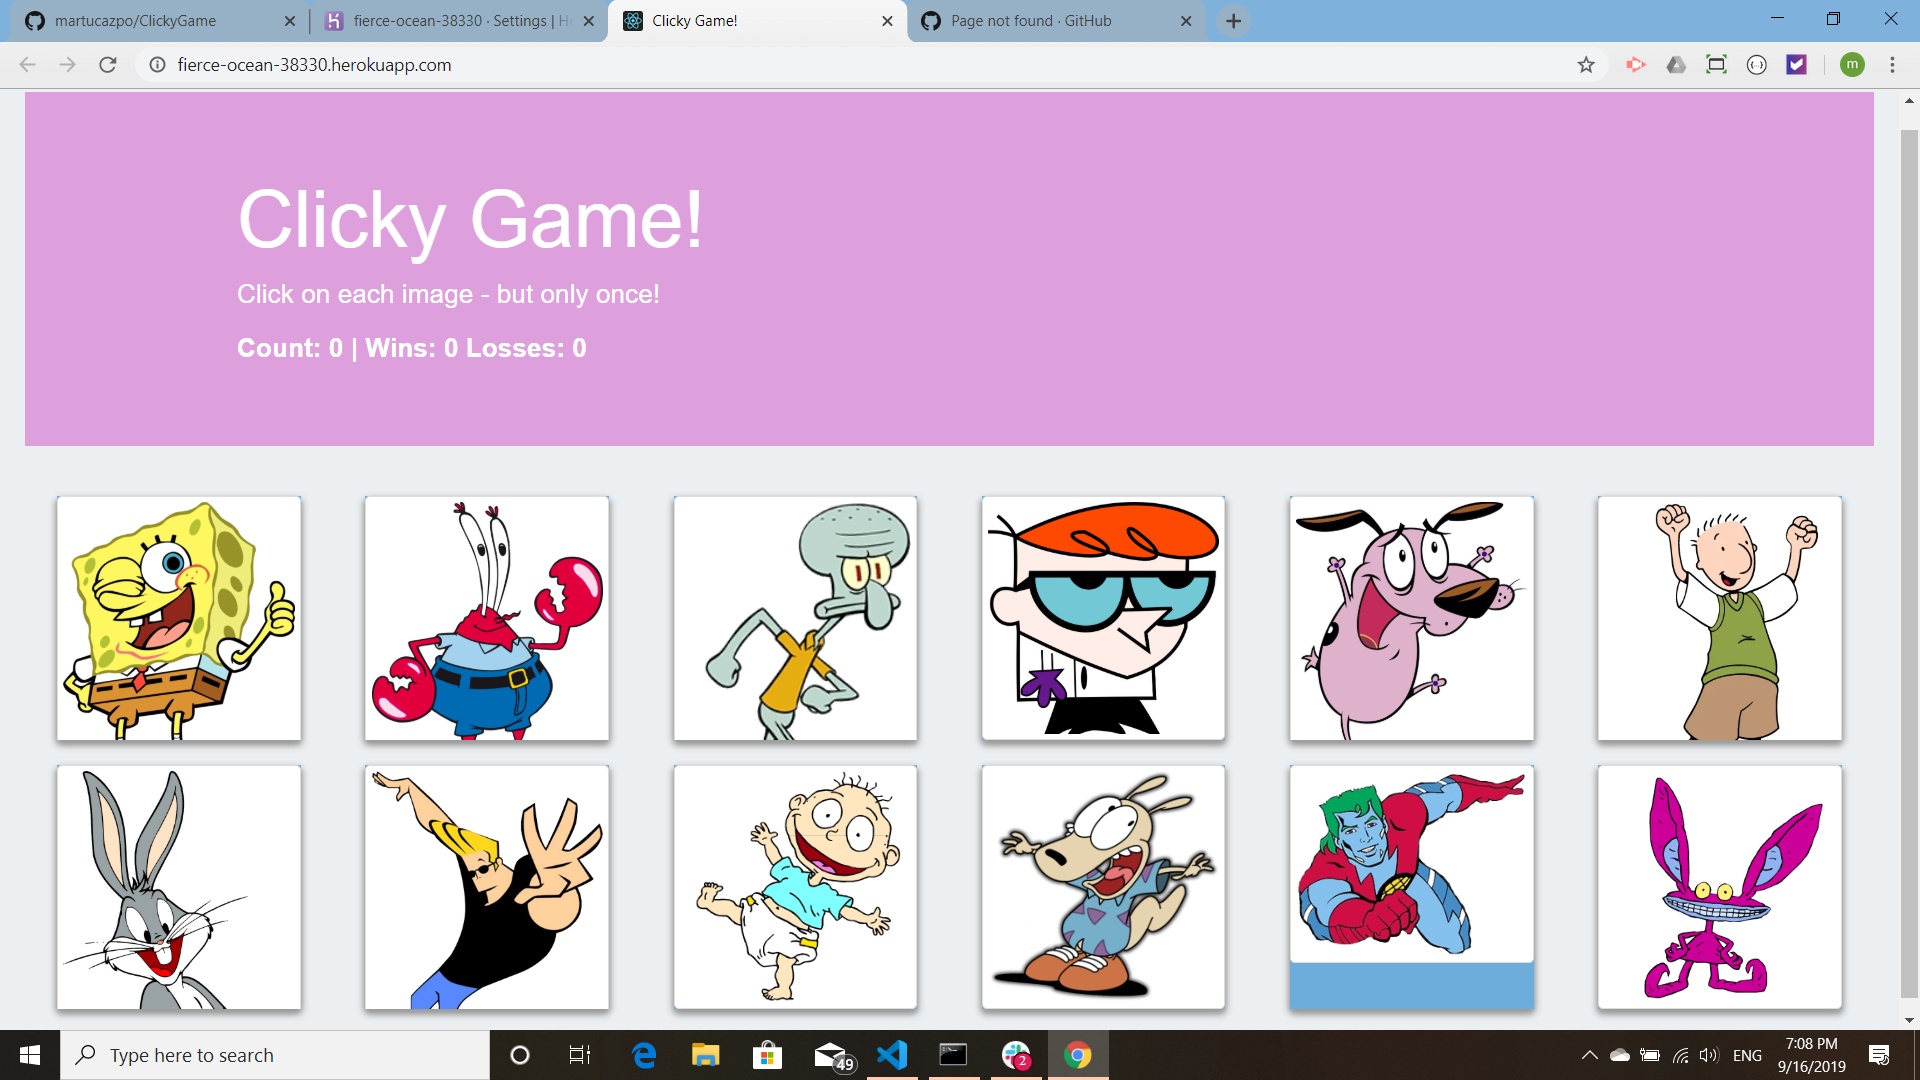 martucazpo/ClickyGame
fierce-ocean-38330 · Settings | H
Clicky Game!
Page not found · GitHub
fierce-ocean-38330.herokuapp.com
m
Clicky Game!
Click on each image - but only once!
Count: 0 | Wins: 0 Losses: 0
Type here to search
49
2
ENG
7:08 PM
9/16/2019